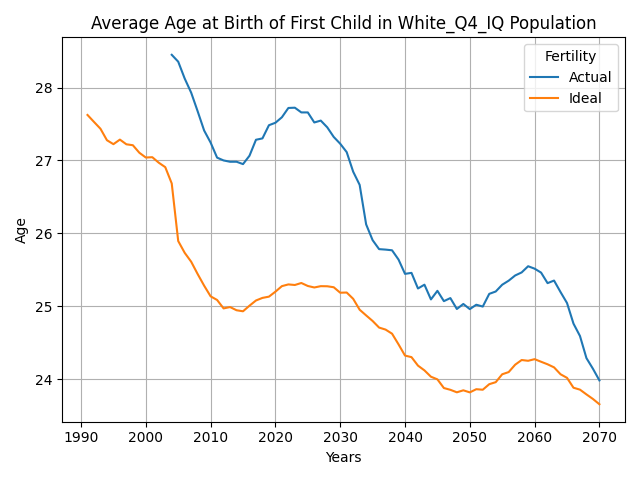 Average Age at Birth of First Child in White_Q4_IQ Population
Fertility
Actual
Ideal
Age
28
27
26
25
24
1990 2000 2010 2020 2030 2040 2050 2060 2070
Years